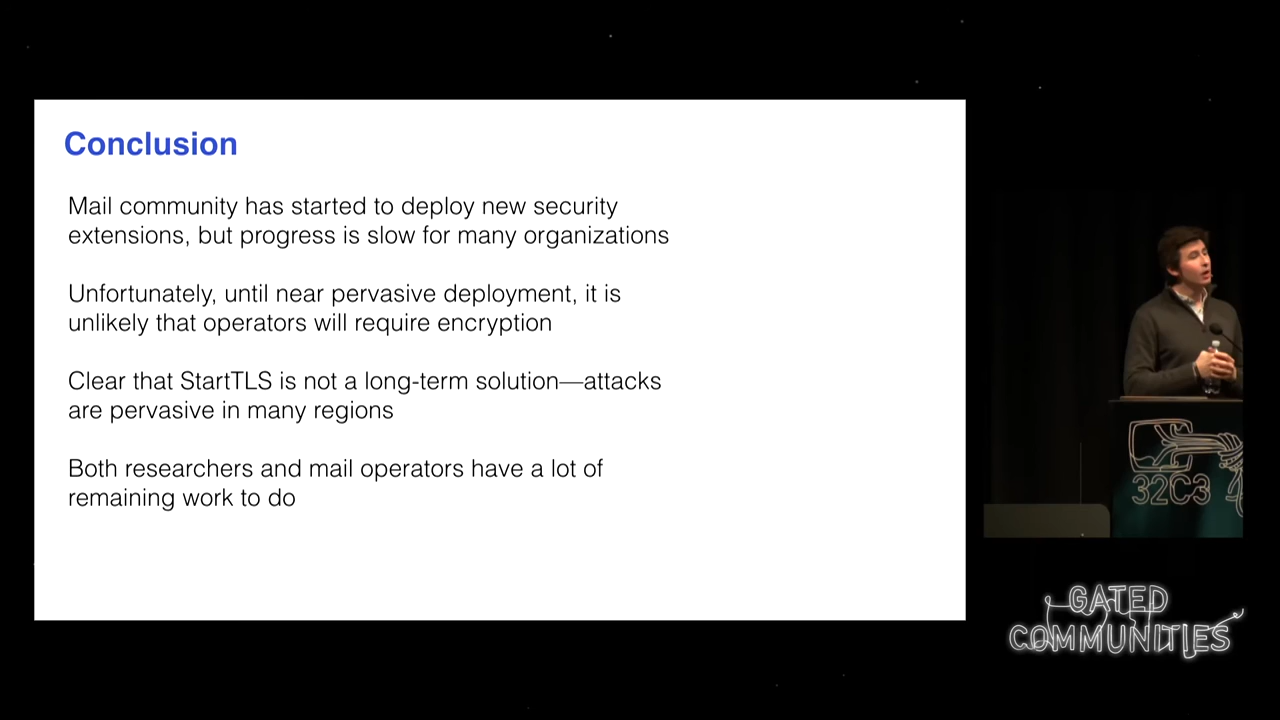 Conclusion
Mail community has started to deploy new security
extensions, but progress is slow for many organizations
Unfortunately, until near pervasive deployment, it is
unlikely that operators will require encryption
Clear that StartTLS is not a long-term solution—attacks
are pervasive in many regions
Both researchers and mail operators have a lot of
remaining work to do
32C3
GATED
COMMUNITIES